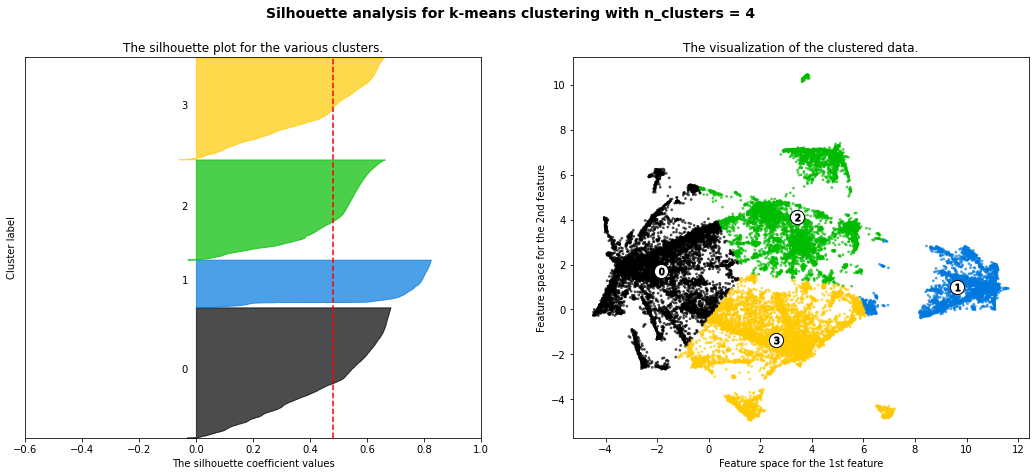 Silhouette analysis for k-means clustering with n_clusters = 4
The silhouette plot for the various clusters.
Cluster label
3
2
1
0
−0.6 −0.4 −0.2 0.0 0.2 0.4 0.6 0.8 1.0
The silhouette coefficient values
The visualization of the clustered data.
Feature space for the 2nd feature
10
8
6
4
2
0
−2
−4
2
0
1
3
−4 −2 0 2 4 6 8 10 12
Feature space for the 1st feature